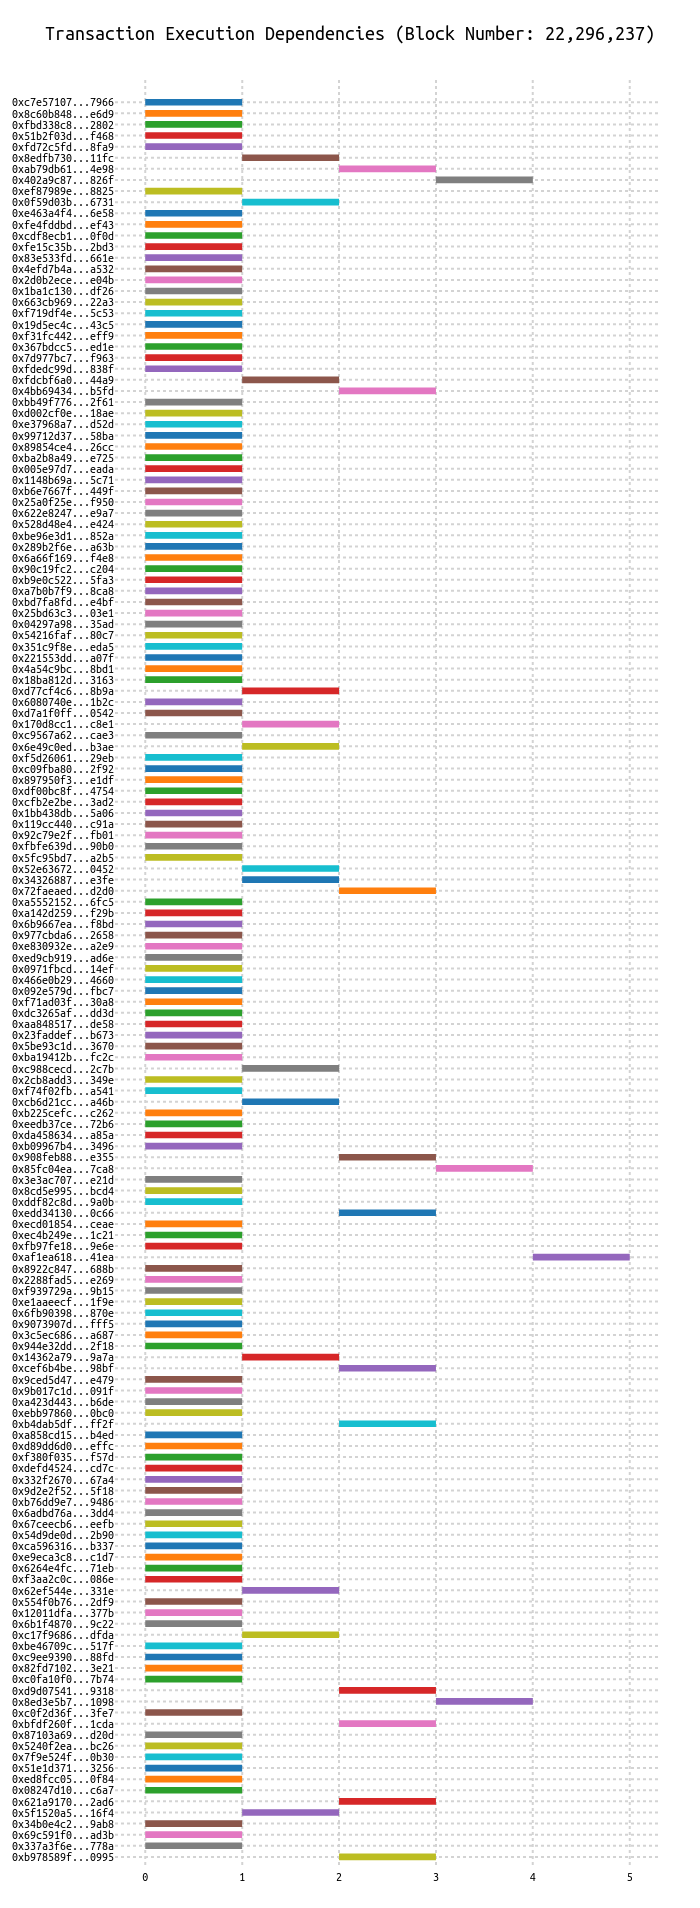 Transaction Execution Dependencies (Block Number: 22,296,237)
0xc7e57107...7966
0x8c60b848...e6d9
0xfbd338c8...2802
0x51b2f03d...f468
0xfd72c5fd...8fa9
0x8edfb730...11fc
0xab79db61...4e98
0x402a9c87...826f
0xef87989e...8825
0x0f59d03b...6731
0xe463a4f4...6e58
0xfe4fddbd...ef43
0xcdf8ecb1...0f0d
0xfe15c35b...2bd3
0x83e533fd...661e
0x4efd7b4a...a532
0x2d0b2ece...e04b
0x1ba1c130...df26
0x663cb969...22a3
0xf719df4e...5c53
0x19d5ec4c...43c5
0xf31fc442...eff9
0x367bdcc5...ed1e
0x7d977bc7...f963
0xfdedc99d...838f
0xfdcbf6a0...44a9
0x4bb69434...b5fd
0xbb49f776...2f61
0xd002cf0e...18ae
0xe37968a7...d52d
0x99712d37...58ba
0x89854ce4...26cc
0xba2b8a49...e725
0x005e97d7...eada
0x1148b69a...5c71
0xb6e7667f...449f
0x25a0f25e...f950
0x622e8247...e9a7
0x528d48e4...e424
0xbe96e3d1...852a
0x289b2f6e...a63b
0x6a66f169...f4e8
0x90c19fc2...c204
0xb9e0c522...5fa3
0xa7b0b7f9...8ca8
0xbd7fa8fd...e4bf
0x25bd63c3...03e1
0x04297a98...35ad
0x54216faf...80c7
0x351c9f8e...eda5
0x221553dd...a07f
0x4a54c9bc...8bd1
0x18ba812d...3163
0xd77cf4c6...8b9a
0x6080740e...1b2c
0xd7a1f0ff...0542
0x170d8cc1...c8e1
0xc9567a62...cae3
0x6e49c0ed...b3ae
0xf5d26061...29eb
0xc09fba80...2f92
0x897950f3...e1df
0xdf00bc8f...4754
0xcfb2e2be...3ad2
0x1bb438db...5a06
0x119cc440...c91a
0x92c79e2f...fb01
0xfbfe639d...90b0
0x5fc95bd7...a2b5
0x52e63672...0452
0x34326887...e3fe
0x72faeaed...d2d0
0xa5552152...6fc5
0xa142d259...f29b
0x6b9667ea...f8bd
0x977cbda6...2658
0xe830932e...a2e9
0xed9cb919...ad6e
0x0971fbcd...14ef
0x466e0b29...4660
0x092e579d...fbc7
0xf71ad03f...30a8
0xdc3265af...dd3d
0xaa848517...de58
0x23faddef...b673
0x5be93c1d...3670
0xba19412b...fc2c
0xc988cecd...2c7b
0x2cb8add3...349e
0xf74f02fb...a541
0xcb6d21cc...a46b
0xb225cefc...c262
0xeedb37ce...72b6
0xda458634...a85a
0xb09967b4...3496
0x908feb88...e355
0x85fc04ea...7ca8
0x3e3ac707...e21d
0x8cd5e995...bcd4
0xddf82c8d...9a0b
0xedd34130...0c66
0xecd01854...ceae
0xec4b249e...1c21
0xfb97fe18...9e6e
0xaf1ea618...41ea
0x8922c847...688b
0x2288fad5...e269
0xf939729a...9b15
0xe1aaeecf...1f9e
0x6fb90398...870e
0x9073907d...fff5
0x3c5ec686...a687
0x944e32dd...2f18
0x14362a79...9a7a
0xcef6b4be...98bf
0x9ced5d47...e479
0x9b017c1d...091f
0xa423d443...b6de
0xebb97860...0bc0
0xb4dab5df...ff2f
0xa858cd15...b4ed
0xd89dd6d0...effc
0xf380f035...f57d
0xdefd4524...cd7c
0x332f2670...67a4
0x9d2e2f52...5f18
0xb76dd9e7...9486
0x6adbd76a...3dd4
0x67ceecb6...eefb
0x54d9de0d...2b90
0xca596316...b337
0xe9eca3c8...c1d7
0x6264e4fc...71eb
0xf3aa2c0c...086e
0x62ef544e...331e
0x554f0b76...2df9
0x12011dfa...377b
0x6b1f4870...9c22
0xc17f9686...dfda
0xbe46709c...517f
0xc9ee9390...88fd
0x82fd7102...3e21
0xc0fa10f0...7b74
0xd9d07541...9318
0x8ed3e5b7...1098
0xc0f2d36f...3fe7
0xbfdf260f...1cda
0x87103a69...d20d
0x5240f2ea...bc26
0x7f9e524f...0b30
0x51e1d371...3256
0xed8fcc05...0f84
0x08247d10...c6a7
0x621a9170...2ad6
0x5f1520a5...16f4
0x34b0e4c2...9ab8
0x69c591f0...ad3b
0x337a3f6e...778a
0xb978589f...0995
0 1 2 3 4 5